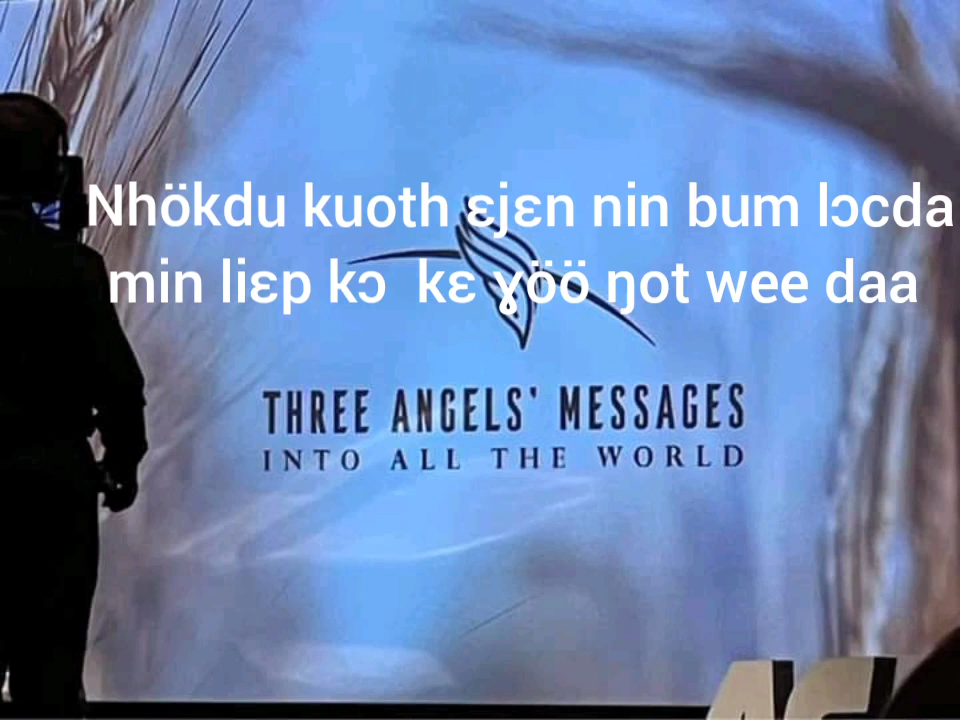 Nhökdu kuoth ɛjɛn nin bum lɔcda
min liɛp kɔ kɛ ɣöö ŋot wee daa
THREE ANGELS' MESSAGES
INTO ALL THE WORLD